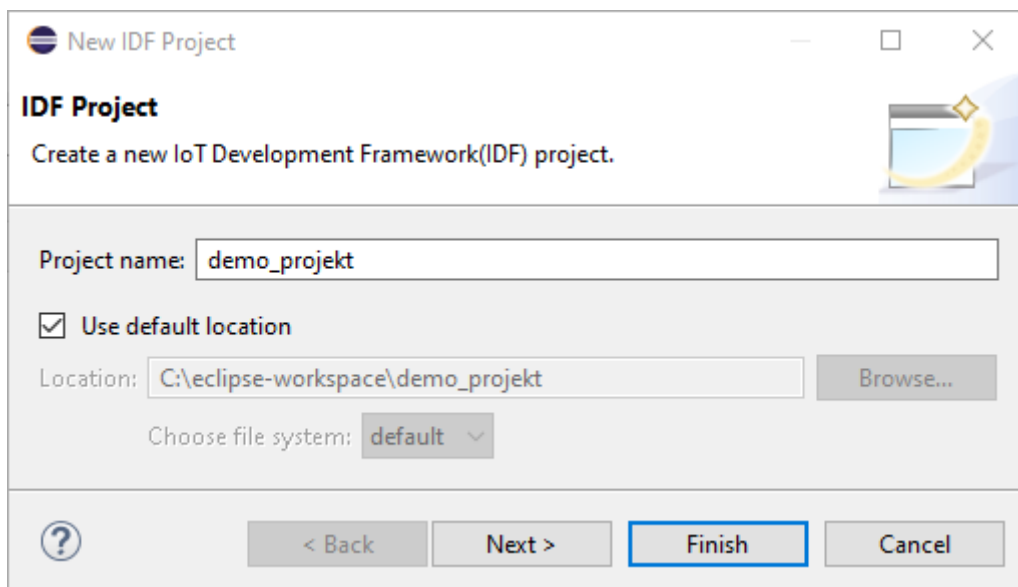 New IDF Project
IDF Project
Create a new IoT Development Framework(IDF) project.
Project name: demo_projekt
Use default location
Location: C:\eclipse-workspace\demo_projekt Browse...
Choose file system: default
? < Back Next > Finish Cancel